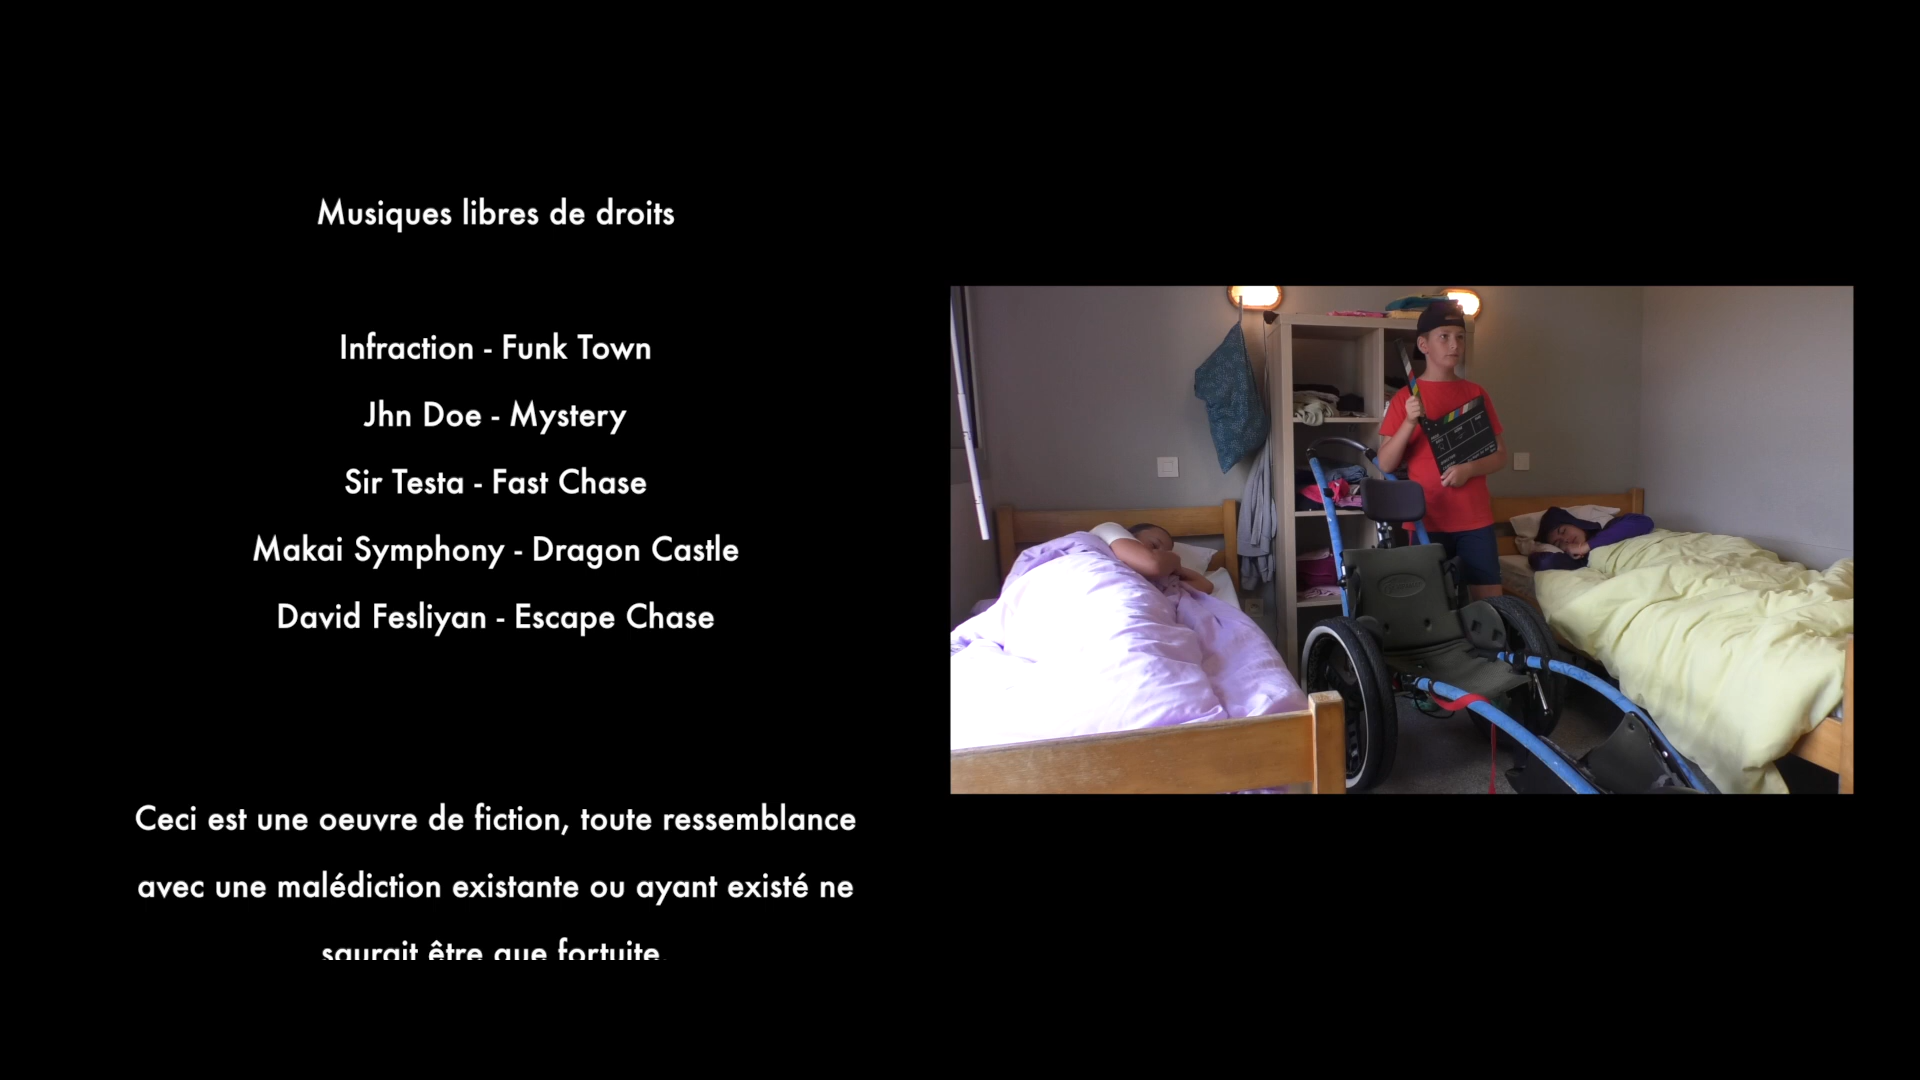 Musiques libres de droits
Infraction - Funk Town
Jhn Doe - Mystery
Sir Testa - Fast Chase
Makai Symphony - Dragon Castle
David Fesliyan - Escape Chase
Ceci est une oeuvre de fiction, toute ressemblance
avec une malédiction existante ou ayant existé ne
saurait être que fortuite.